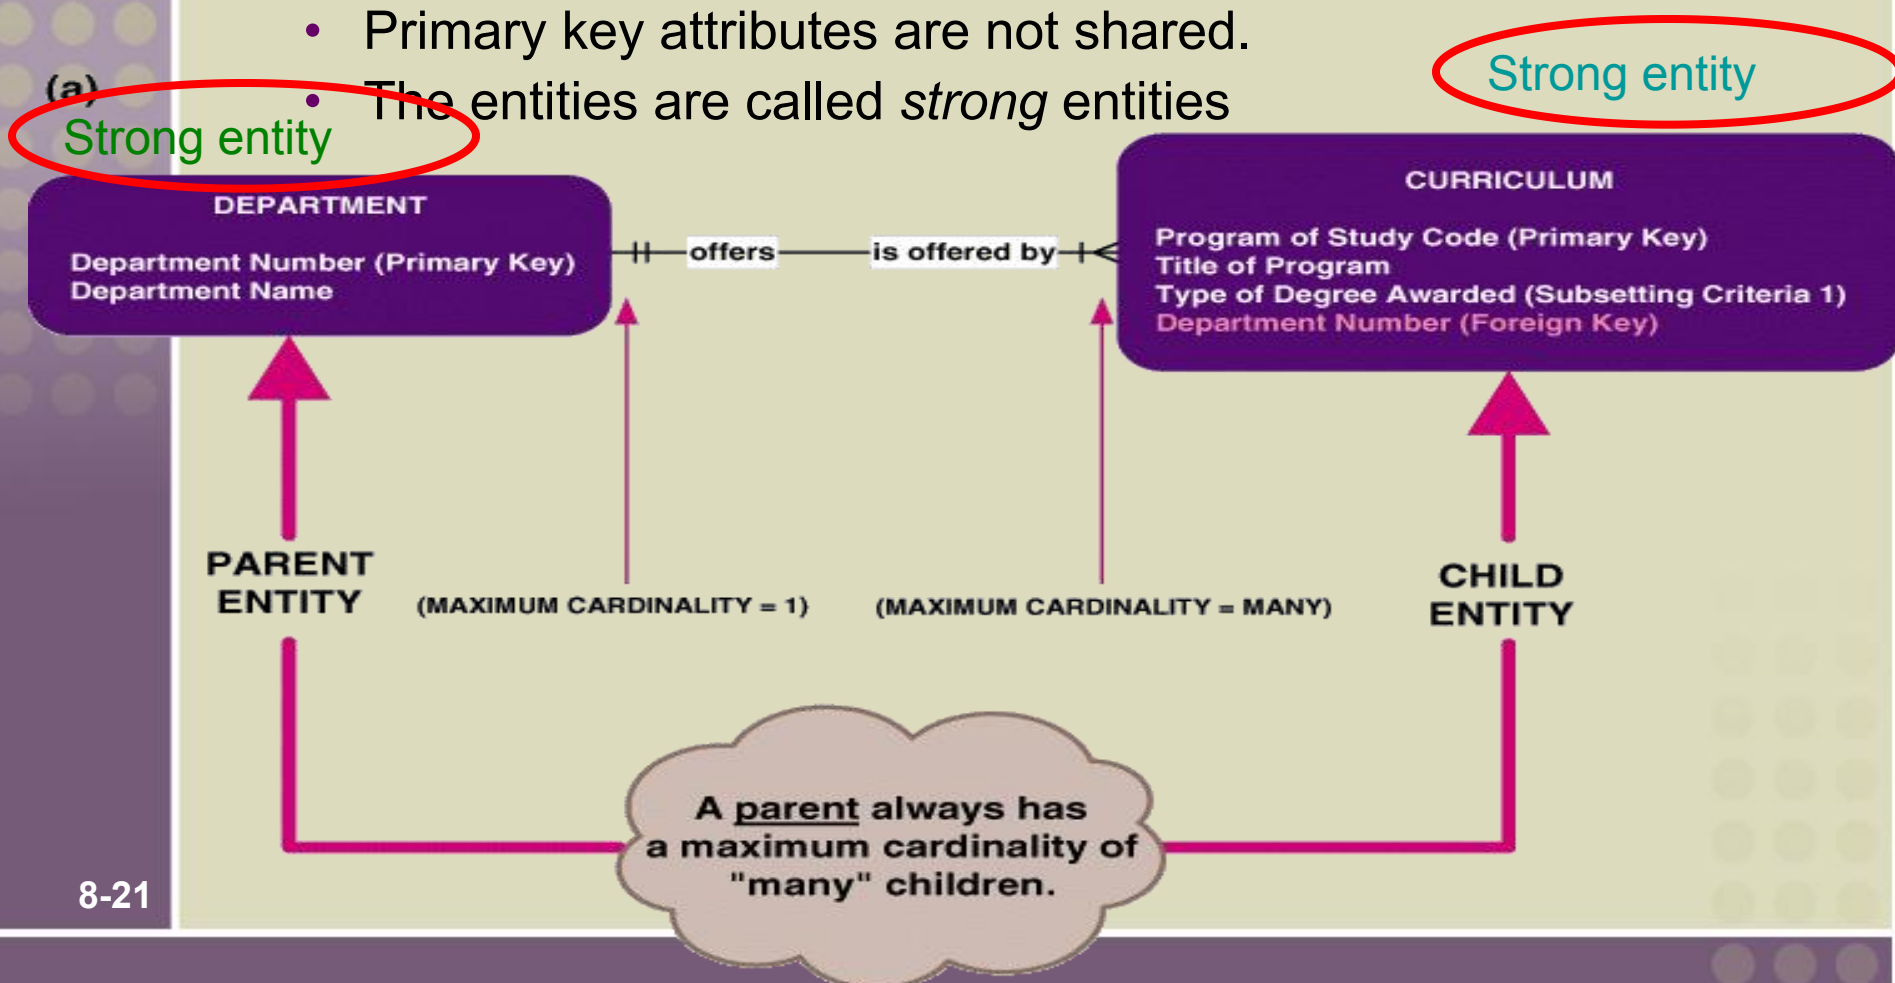 • Primary key attributes are not shared.
(a)
• The entities are called strong entities
Strong entity
Strong entity
DEPARTMENT
Department Number (Primary Key)
Department Name
offers
is offered by
CURRICULUM
Program of Study Code (Primary Key)
Title of Program
Type of Degree Awarded (Subsetting Criteria 1)
Department Number (Foreign Key)
PARENT
ENTITY
(MAXIMUM CARDINALITY = 1)
(MAXIMUM CARDINALITY = MANY)
CHILD
ENTITY
A parent always has
a maximum cardinality of
"many" children.
8-21